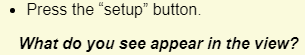 • Press the “setup” button.
What do you see appear in the view?